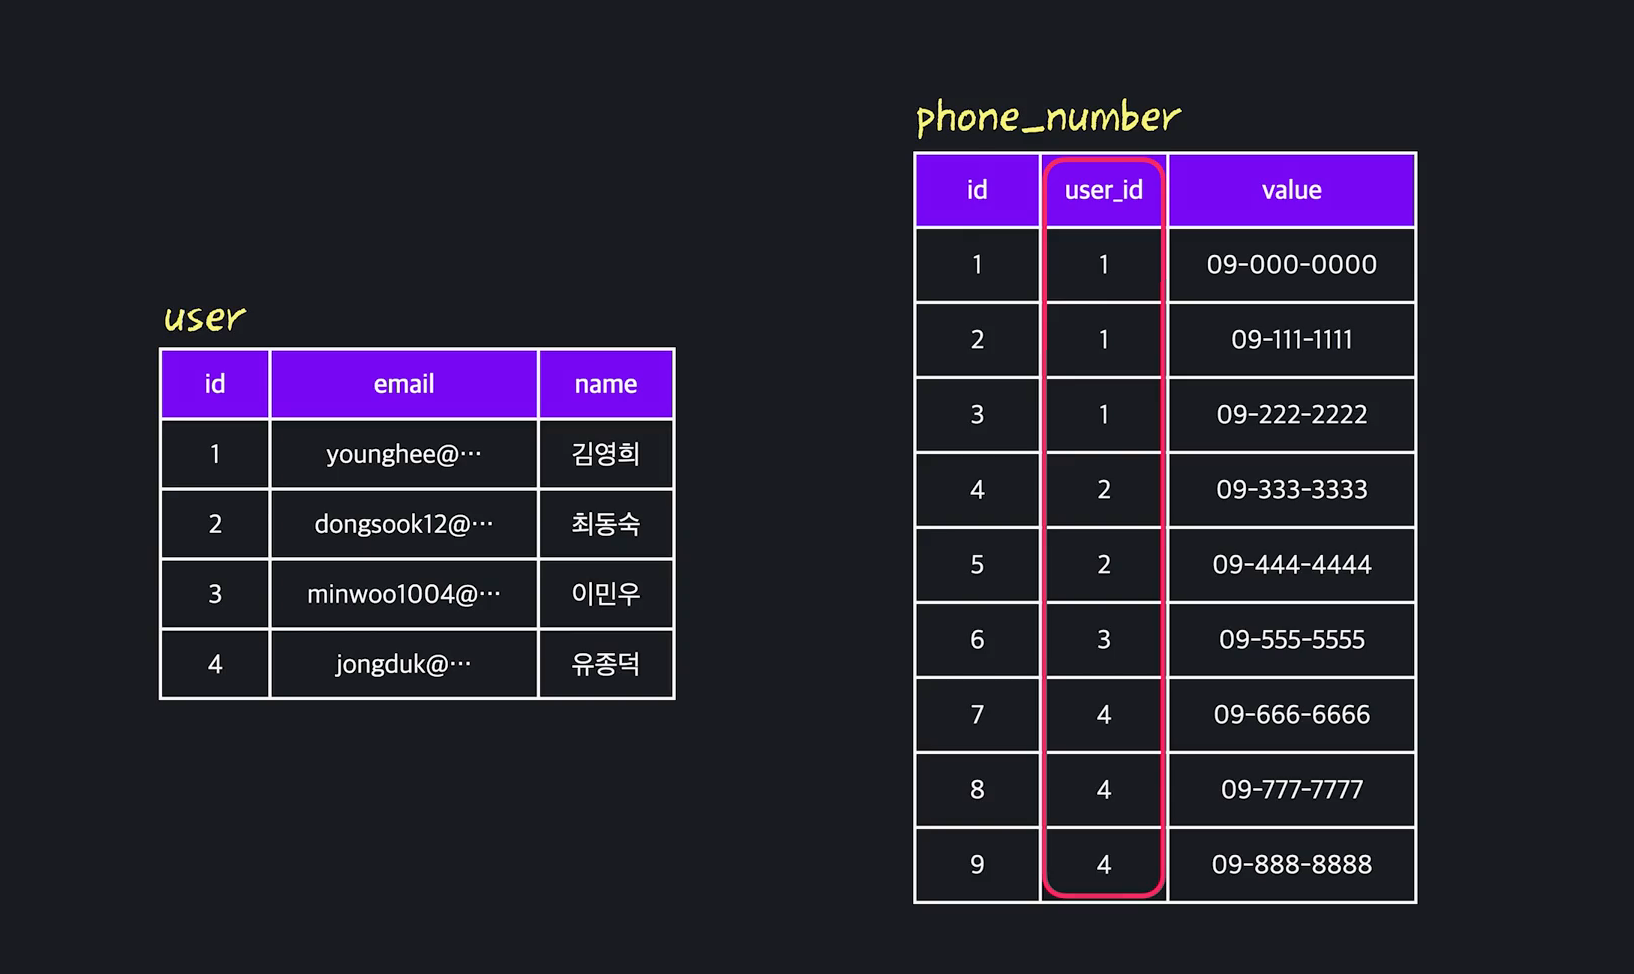 user
id email name
1 younghee@⋯ 김영희
2 dongsook12@⋯ 최동숙
3 minwoo1004@⋯ 이민우
4 jongduk@⋯ 유종덕
phone_number
id user_id value
1 1 09-000-0000
2 1 09-111-1111
3 1 09-222-2222
4 2 09-333-3333
5 2 09-444-4444
6 3 09-555-5555
7 4 09-666-6666
8 4 09-777-7777
9 4 09-888-8888